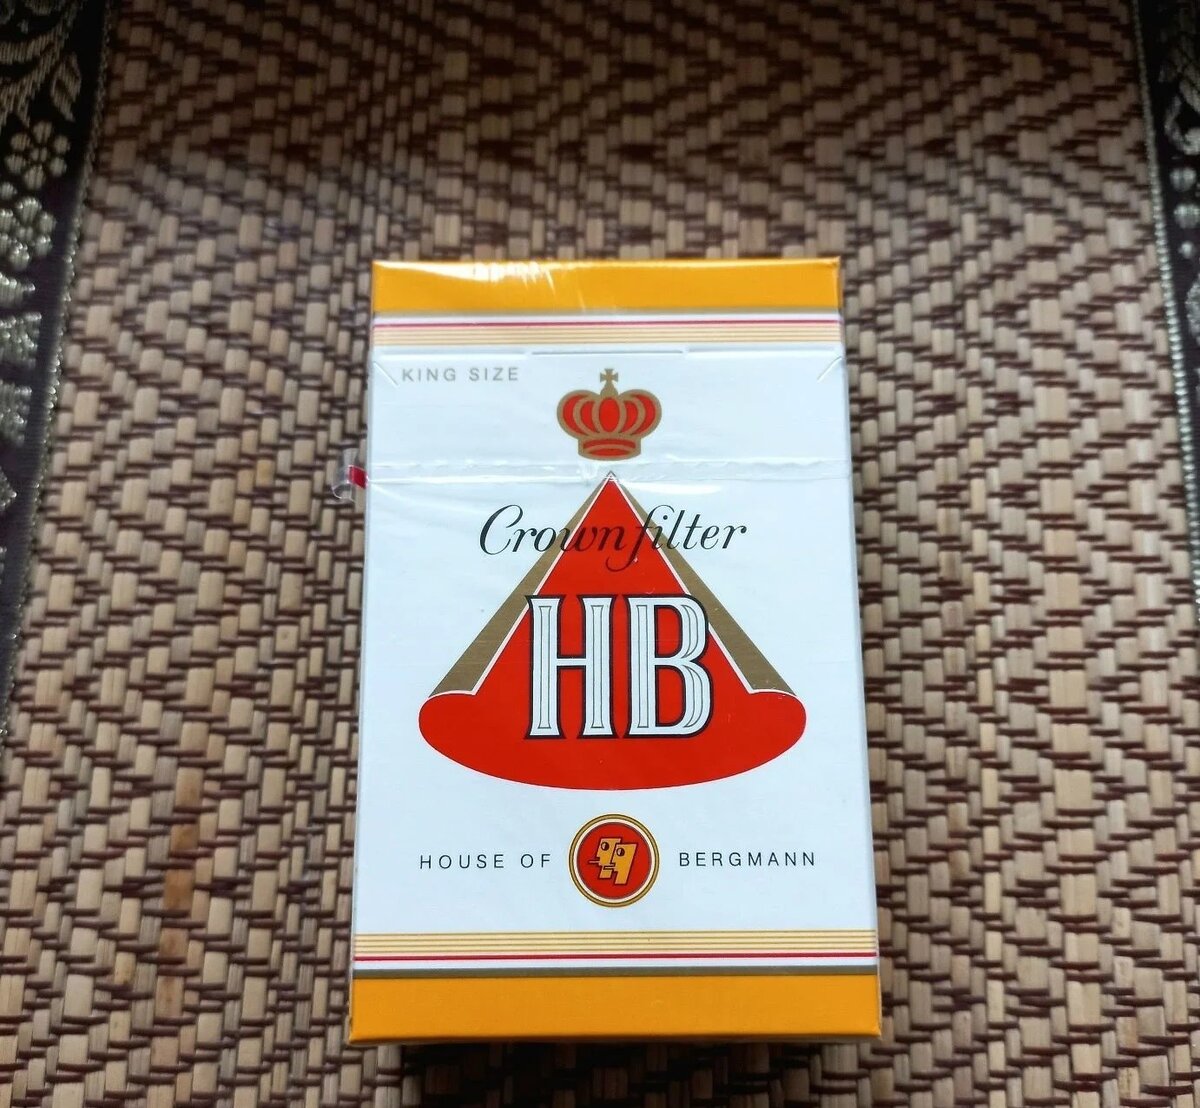 KING SIZE
Crownfilter
HB
HOUSE OF BERGMANN